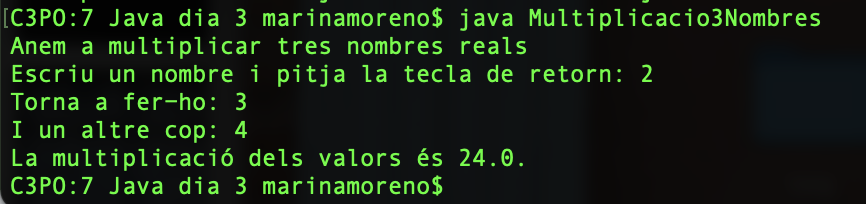 [C3PO:7 Java dia 3 marinamoreno$ java Multiplicacio3Nombres
Anem a multiplicar tres nombres reals
Escriu un nombre i pitja la tecla de retorn: 2
Torna a fer-ho: 3
I un altre cop: 4
La multiplicació dels valors és 24.0.
C3PO:7 Java dia 3 marinamoreno$